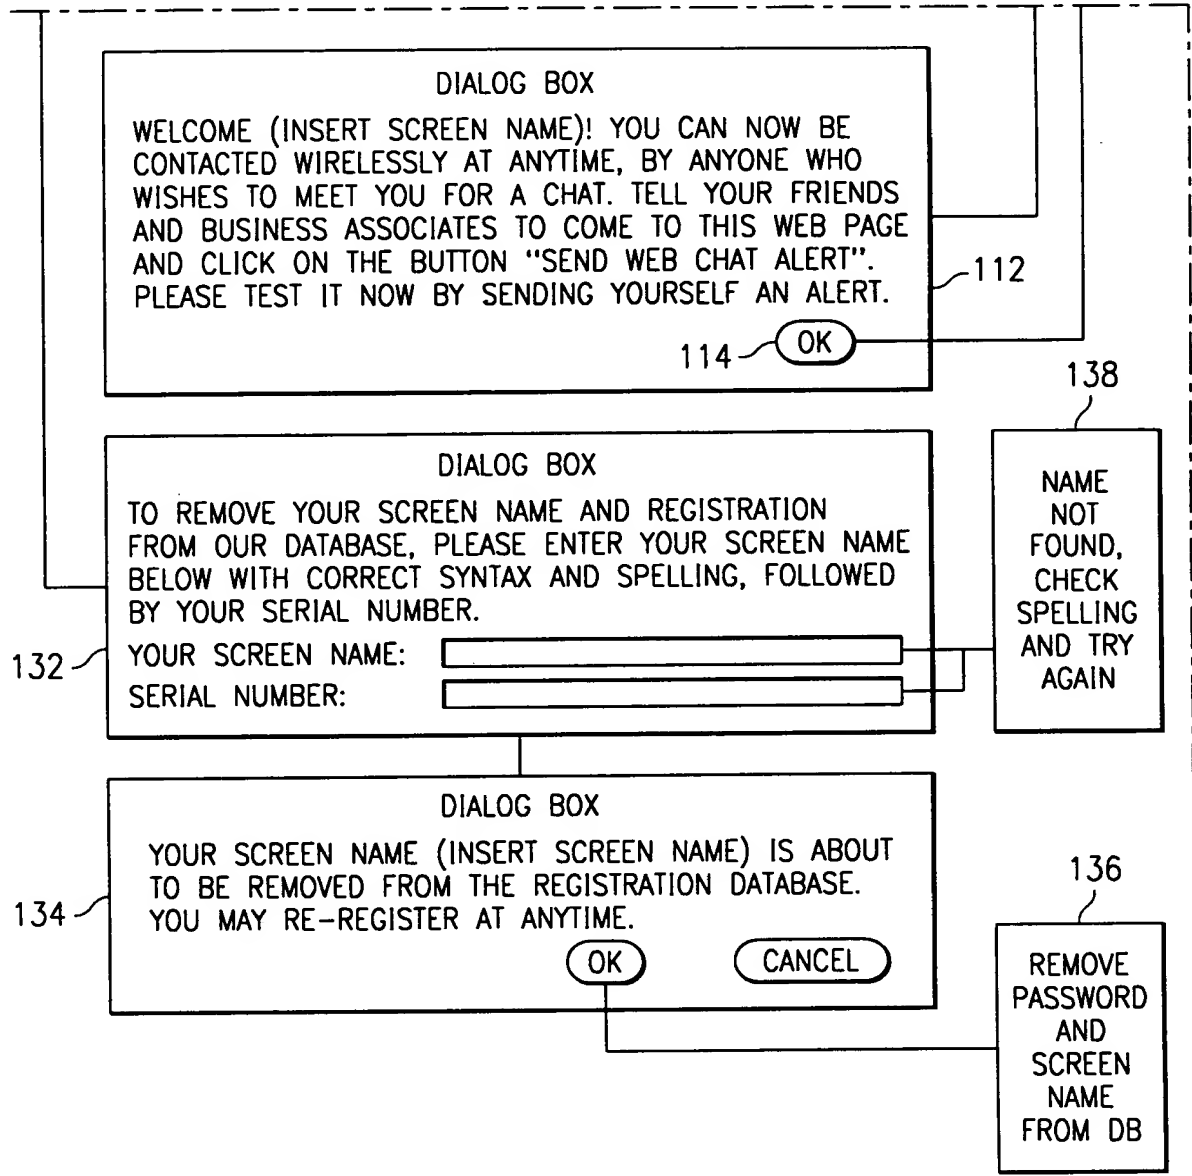 DIALOG BOX
WELCOME (INSERT SCREEN NAME)! YOU CAN NOW BE
CONTACTED WIRELESSLY AT ANYTIME, BY ANYONE WHO
WISHES TO MEET YOU FOR A CHAT. TELL YOUR FRIENDS
AND BUSINESS ASSOCIATES TO COME TO THIS WEB PAGE
AND CLICK ON THE BUTTON "SEND WEB CHAT ALERT".
PLEASE TEST IT NOW BY SENDING YOURSELF AN ALERT.
112
114
OK
DIALOG BOX
TO REMOVE YOUR SCREEN NAME AND REGISTRATION
FROM OUR DATABASE, PLEASE ENTER YOUR SCREEN NAME
BELOW WITH CORRECT SYNTAX AND SPELLING, FOLLOWED
BY YOUR SERIAL NUMBER.
132
YOUR SCREEN NAME:
SERIAL NUMBER:
138
NAME
NOT
FOUND,
CHECK
SPELLING
AND TRY
AGAIN
DIALOG BOX
YOUR SCREEN NAME (INSERT SCREEN NAME) IS ABOUT
TO BE REMOVED FROM THE REGISTRATION DATABASE.
YOU MAY RE-REGISTER AT ANYTIME.
134
OK
CANCEL
136
REMOVE
PASSWORD
AND
SCREEN
NAME
FROM DB